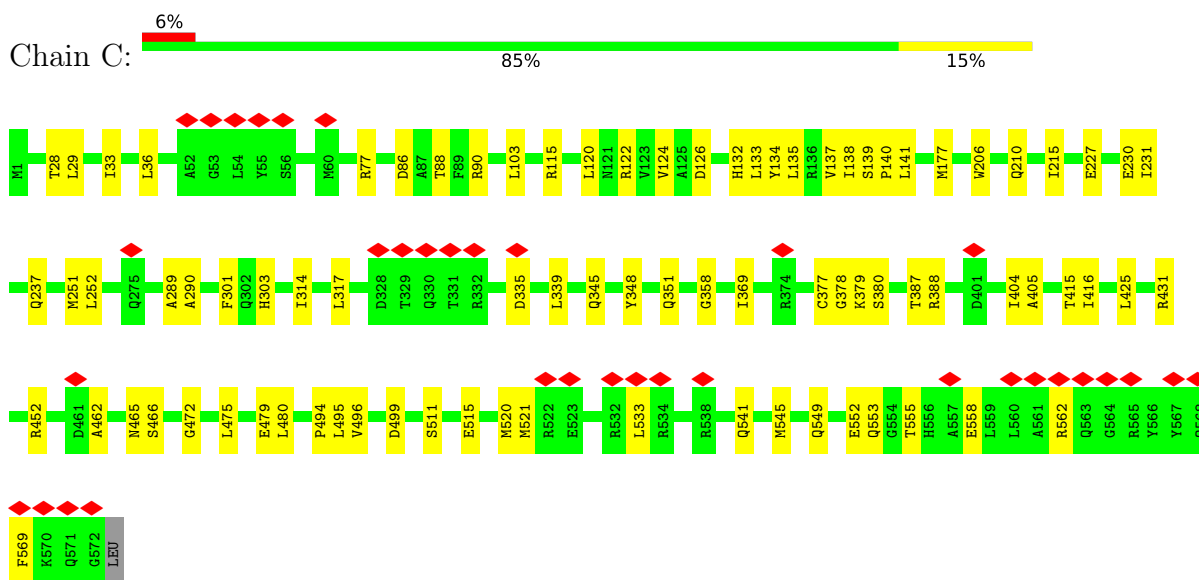 6%
Chain C:
85% 15%
M1 T28 L29 I33 L36 A52 G53 L54 Y55 S56 M60 R77 D86 A87 T88 F89 R90 L103 R115 L120 N121 R122 V123 V124 A125 D126 H132 L133 Y134 L135 R136 V137 I138 S139 P140 L141 M177 W206 Q210 I215 E227 E230 I231
Q237 M251 L252 Q275 A289 A290 F301 Q302 H303 I314 L317 D328 T329 Q330 T331 R332 D335 L339 Q345 Y348 Q351 G358 I369 R374 C377 G378 K379 S380 T387 R388 D401 I404 A405 T415 I416 L425 R431
R452 D461 A462 N465 S466 G472 L475 E479 L480 P494 L495 V496 D499 S511 E515 M520 M521 R522 E523 R532 L533 R534 R538 Q541 M545 Q549 E552 Q553 G554 T555 H556 A557 E558 L559 L560 A561 R562 Q563 G564 R565 Y566 Y567
F569 K570 Q571 G572 LEU